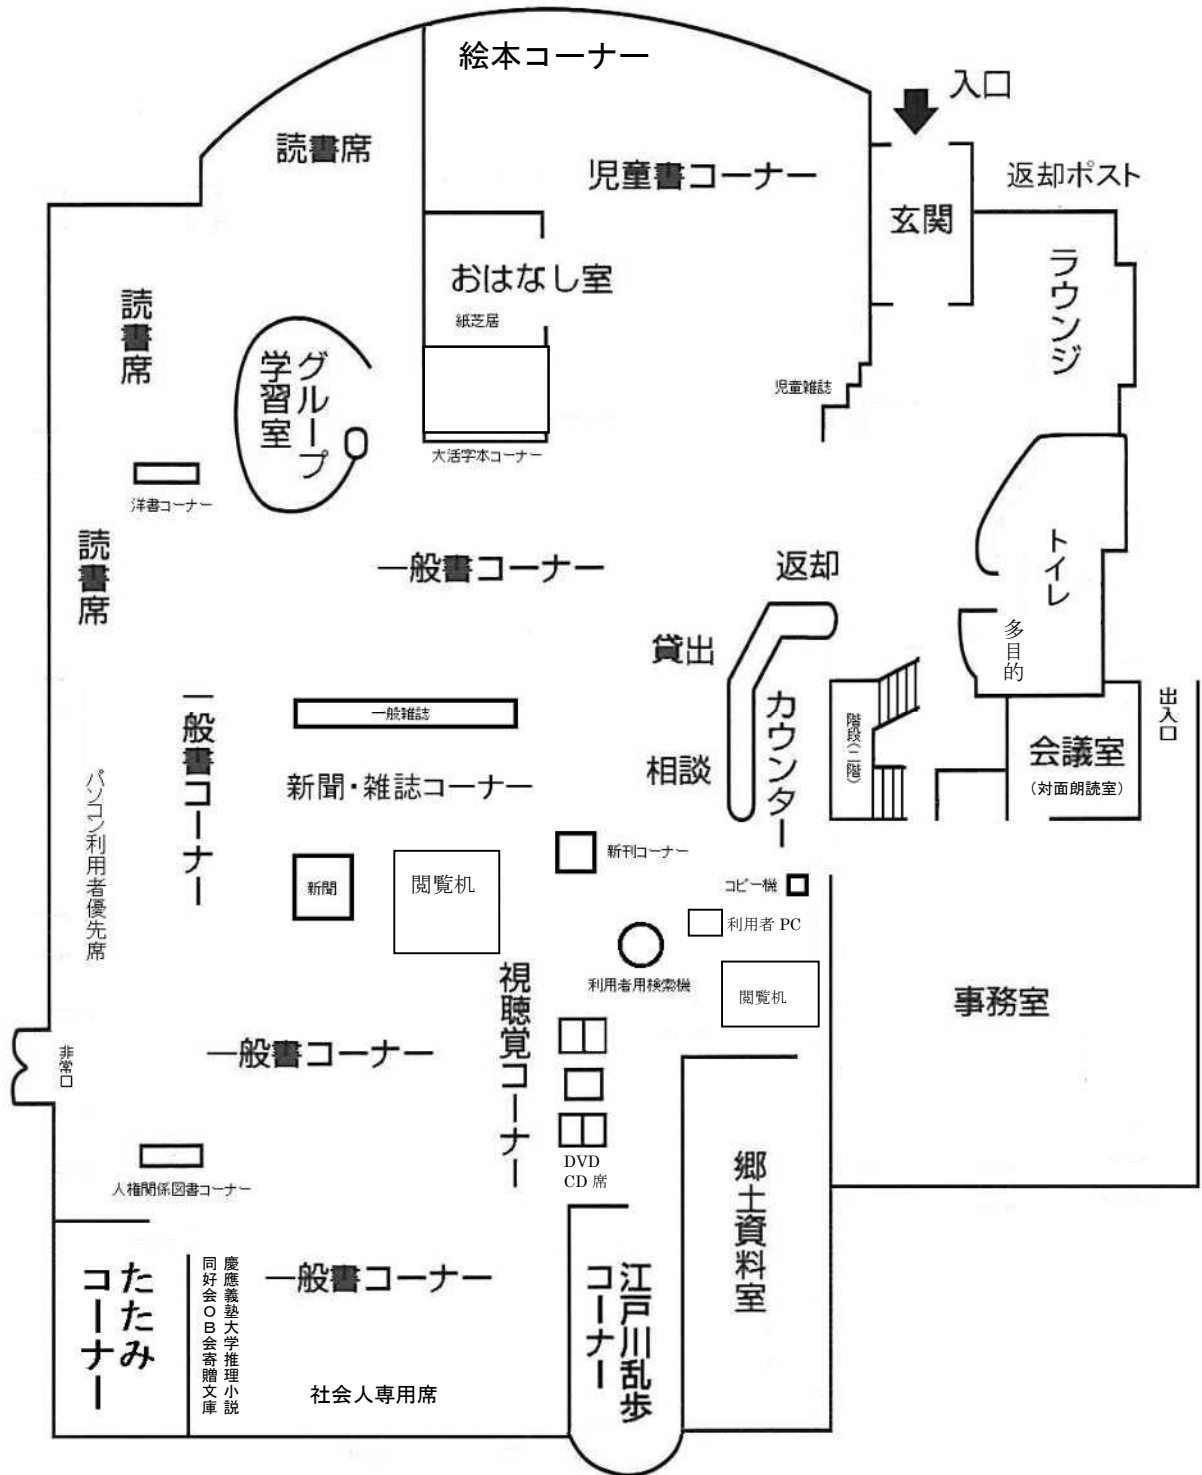 絵本コーナー
入口
読書席
児童書コーナー
返却ポスト
玄関
おはなし室
紙芝居
ラウンジ
読書席
グループ
学習室
児童雑誌
大活字本コーナー
洋書コーナー
読書席
一般書コーナー
返却
トイレ
多目的
貸出
カウンター
相談
階段(二階)
会議室
(対面朗読室)
出入口
一般書コーナー
一般雑誌
新聞・雑誌コーナー
パソコン利用者優先席
新聞
閲覧机
新刊コーナー
コピー機
利用者 PC
利用者用検索機
閲覧机
事務室
視聴覚コーナー
一般書コーナー
非常口
DVD
CD 席
人権関係図書コーナー
郷土資料室
たたみ
コーナー
慶應義塾大学推理小説
同好会OB会寄贈文庫
一般書コーナー
社会人専用席
江戸川乱歩
コーナー